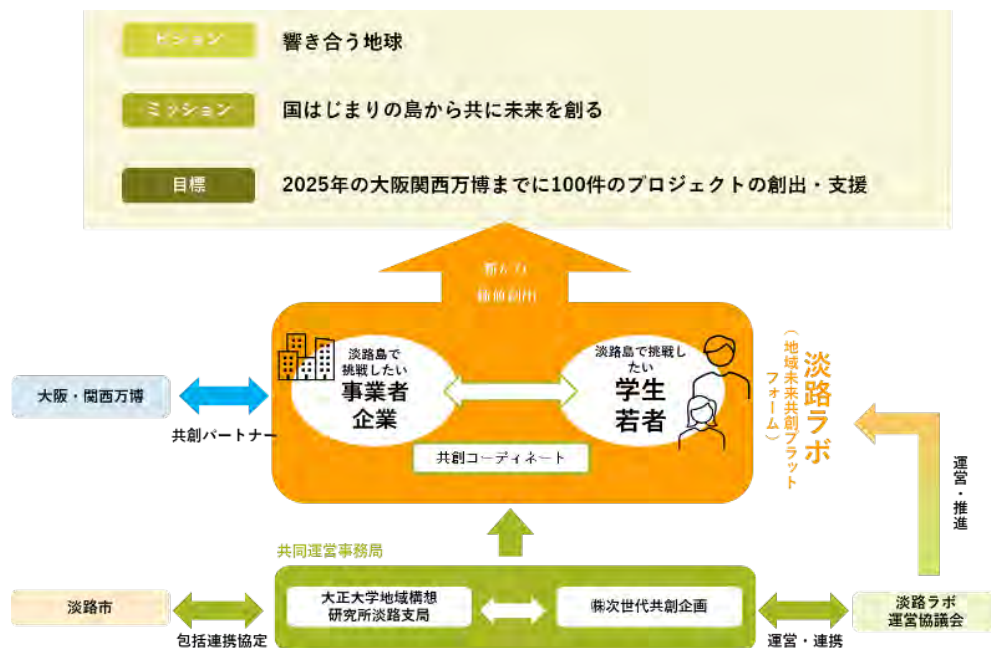 ビジョン
響き合う地球
ミッション
国はじまりの島から共に未来を創る
目標
2025年の大阪関西万博までに100件のプロジェクトの創出・支援
新たな
価値創出
淡路島で
挑戦したい
事業者
企業
淡路島で挑戦し
たい
学生
若者
共創コーディネート
淡路ラボ
（地域未来共創プラット
フォーム）
大阪・関西万博
共創パートナー
運営・推進
共同運営事務局
淡路市
包括連携協定
大正大学地域構想
研究所淡路支局
㈱次世代共創企画
運営・連携
淡路ラボ
運営協議会